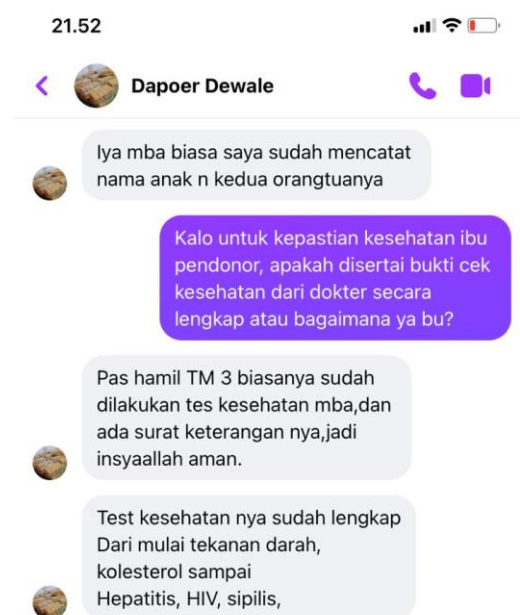 21.52
Dapoer Dewale
Iya mba biasa saya sudah mencatat
nama anak n kedua orangtuanya
Kalo untuk kepastian kesehatan ibu
pendonor, apakah disertai bukti cek
kesehatan dari dokter secara
lengkap atau bagaimana ya bu?
Pas hamil TM 3 biasanya sudah
dilakukan tes kesehatan mba,dan
ada surat keterangan nya,jadi
insyaallah aman.
Test kesehatan nya sudah lengkap
Dari mulai tekanan darah,
kolesterol sampai
Hepatitis, HIV, sipilis,